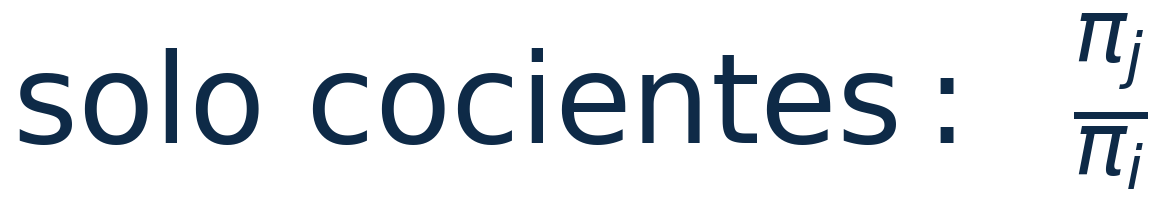 solo cocientes : π_j / π_i